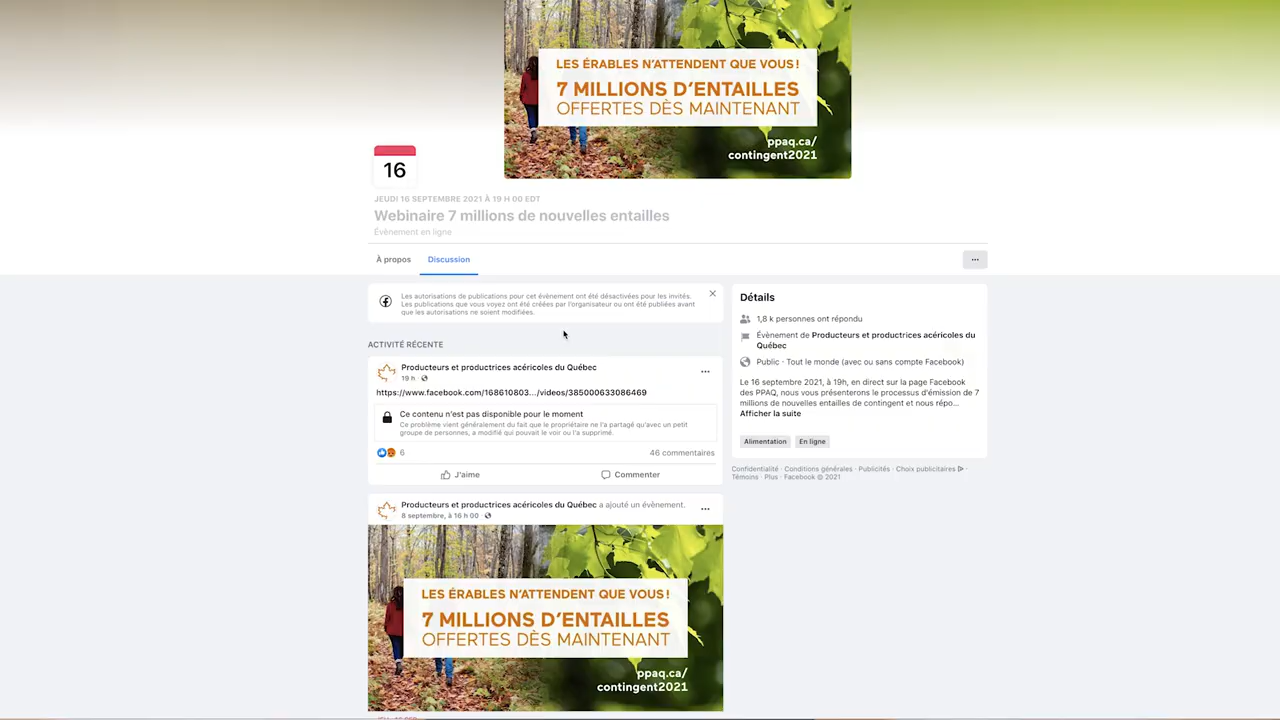 LES ÉRABLES N'ATTENDENT QUE VOUS!
7 MILLIONS D'ENTAILLES
OFFERTES DÈS MAINTENANT
ppaq.ca/
contingent2021
16
JEUDI 16 SEPTEMBRE 2021 À 19 H 00 EDT
Webinaire 7 millions de nouvelles entailles
Évènement en ligne
À propos
Discussion
...
Les autorisations de publications pour cet évènement ont été désactivées pour les invités.
Les publications que vous voyez ont été créées par l'organisateur ou ont été publiées avant
que les autorisations ne soient modifiées.
ACTIVITÉ RÉCENTE
Producteurs et productrices acéricoles du Québec
19 h ·
https://www.facebook.com/168610803.../videos/385000633086469
Ce contenu n'est pas disponible pour le moment
Ce problème vient généralement du fait que le propriétaire ne l'a partagé qu'avec un petit
groupe de personnes, a modifié qui pouvait le voir ou l'a supprimé.
6
46 commentaires
J'aime
Commenter
Producteurs et productrices acéricoles du Québec a ajouté un évènement.
8 septembre, à 16 h 00 ·
LES ÉRABLES N'ATTENDENT QUE VOUS!
7 MILLIONS D'ENTAILLES
OFFERTES DÈS MAINTENANT
ppaq.ca/
contingent2021
Détails
1,8 k personnes ont répondu
Évènement de Producteurs et productrices acéricoles du
Québec
Public · Tout le monde (avec ou sans compte Facebook)
Le 16 septembre 2021, à 19h, en direct sur la page Facebook
des PPAQ, nous vous présenterons le processus d'émission de 7
millions de nouvelles entailles de contingent et nous répo...
Afficher la suite
Alimentation
En ligne
Confidentialité · Conditions générales · Publicités · Choix publicitaires ·
Témoins · Plus · Facebook © 2021